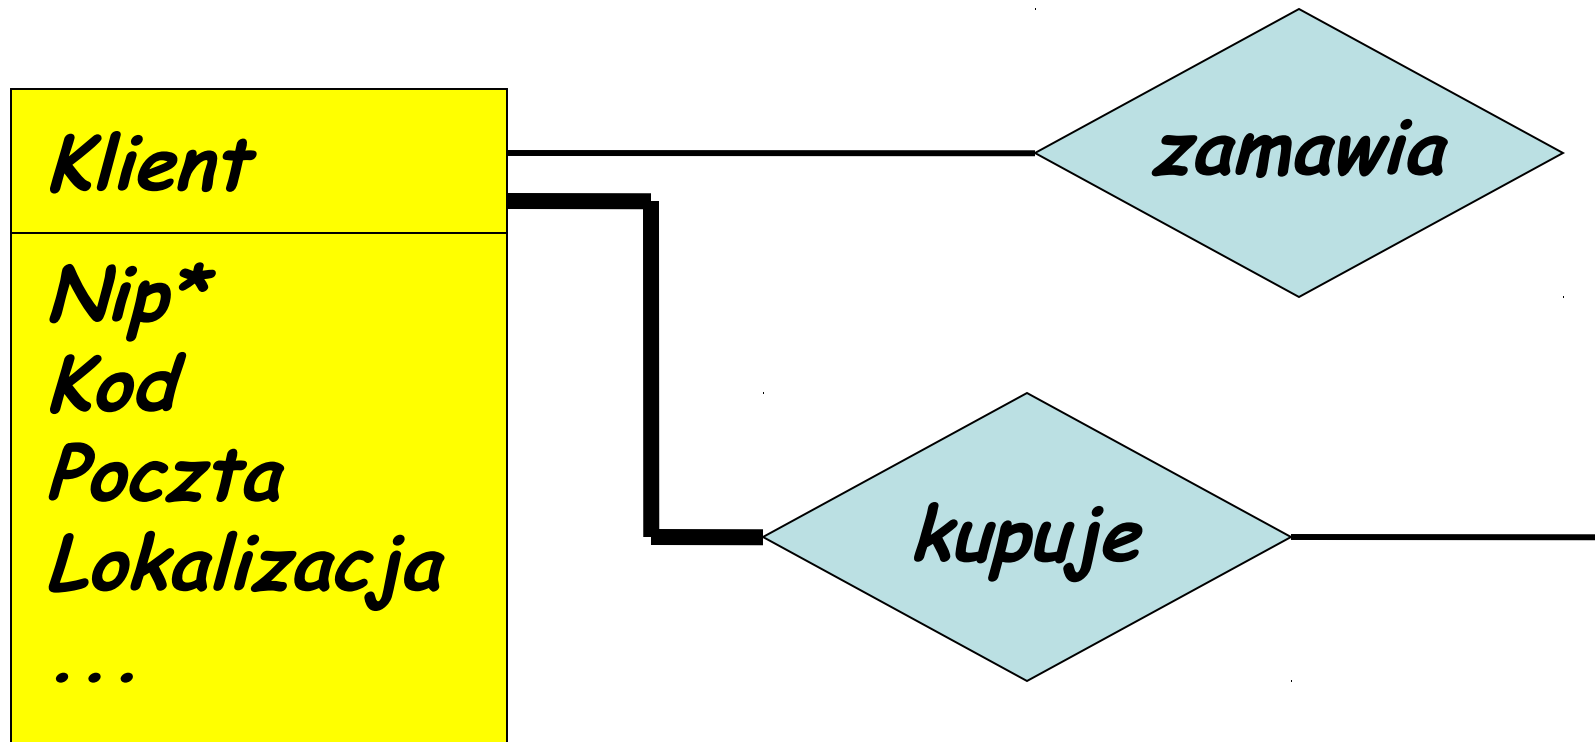 Klient
Nip*
Kod
Poczta
Lokalizacja
...
zamawia
kupuje